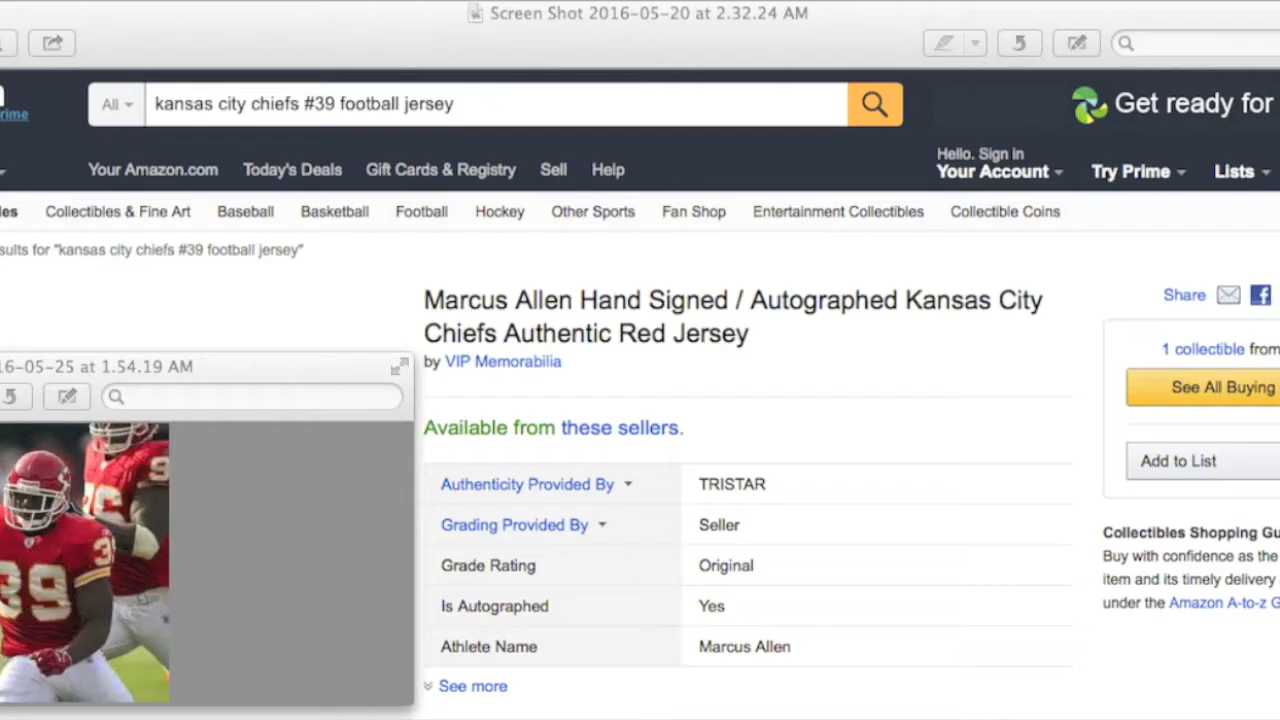 Screen Shot 2016-05-20 at 2.32.24 AM
All
kansas city chiefs #39 football jersey
Get ready for
rime
Your Amazon.com Today's Deals Gift Cards & Registry Sell Help
Hello. Sign in
Your Account Try Prime Lists
les Collectibles & Fine Art Baseball Basketball Football Hockey Other Sports Fan Shop Entertainment Collectibles Collectible Coins
sults for "kansas city chiefs #39 football jersey"
Marcus Allen Hand Signed / Autographed Kansas City
Chiefs Authentic Red Jersey
by VIP Memorabilia
Share
1 collectible from
See All Buying
Add to List
Available from these sellers.
16-05-25 at 1.54.19 AM
Authenticity Provided By TRISTAR
Grading Provided By Seller
Grade Rating Original
Is Autographed Yes
Athlete Name Marcus Allen
See more
Collectibles Shopping Gu
Buy with confidence as the
item and its timely delivery
under the Amazon A-to-z G
39
39